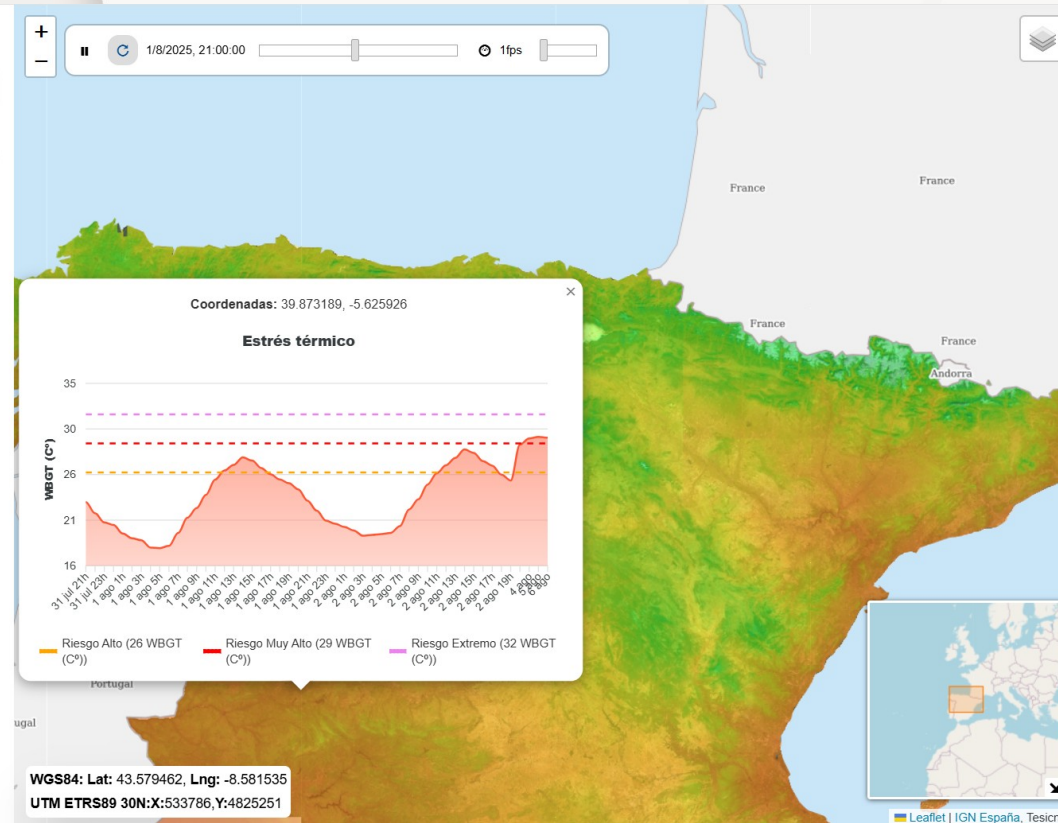 +
−
1/8/2025, 21:00:00
1fps
France
France
France
France
Andorra
×
Coordenadas: 39.873189, -5.625926
Estrés térmico
35
30
26
21
16
WBGT (Cº)
31 jul 21h
31 jul 23h
1 ago 1h
1 ago 3h
1 ago 5h
1 ago 7h
1 ago 9h
1 ago 11h
1 ago 13h
1 ago 15h
1 ago 17h
1 ago 19h
1 ago 21h
1 ago 23h
2 ago 1h
2 ago 3h
2 ago 5h
2 ago 7h
2 ago 9h
2 ago 11h
2 ago 13h
2 ago 15h
2 ago 17h
2 ago 19h
4 ago
5 ago
6 ago
Riesgo Alto (26 WBGT
(Cº))
Riesgo Muy Alto (29 WBGT
(Cº))
Riesgo Extremo (32 WBGT
(Cº))
Portugal
ugal
WGS84: Lat: 43.579462, Lng: -8.581535
UTM ETRS89 30N:X:533786,Y:4825251
Leaflet | IGN España, Tesicn